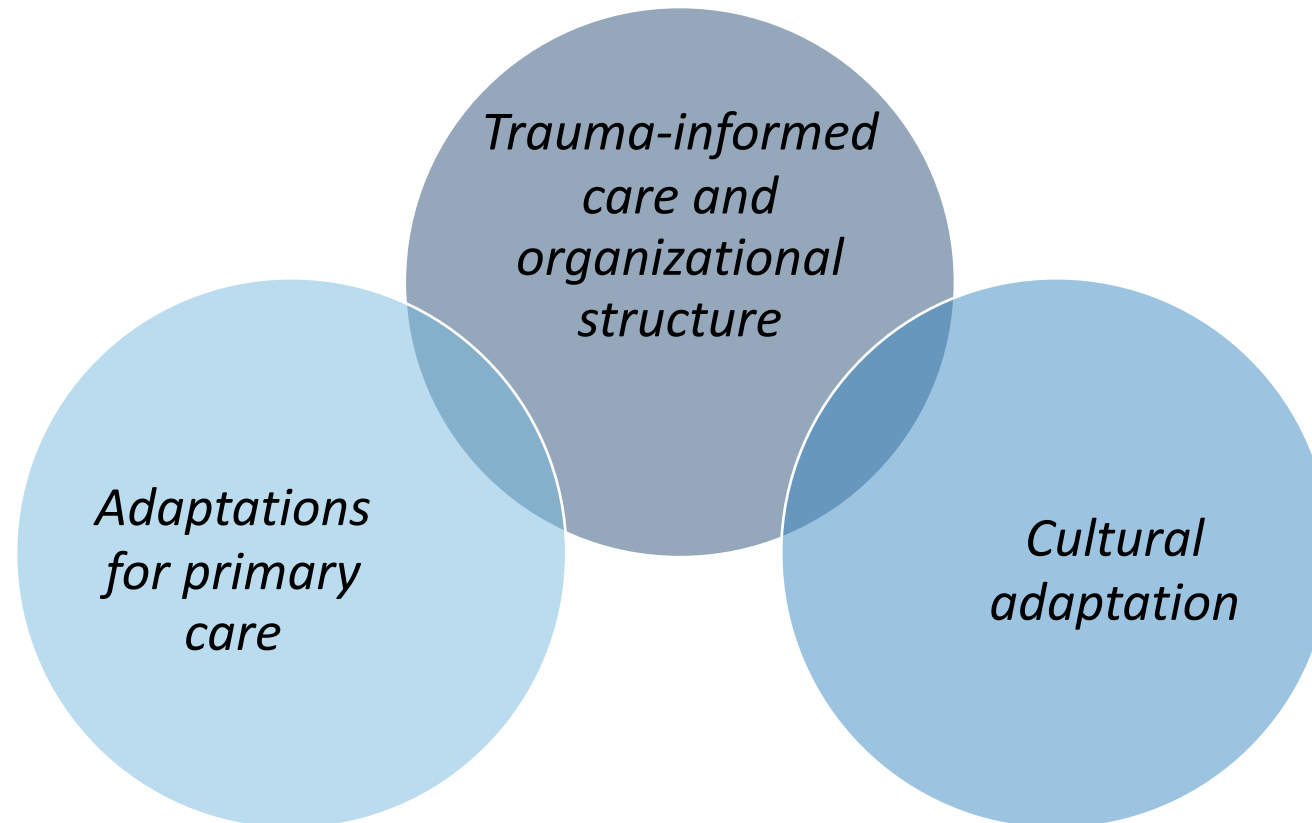 Trauma-informed
care and
organizational
structure
Adaptations
for primary
care
Cultural
adaptation